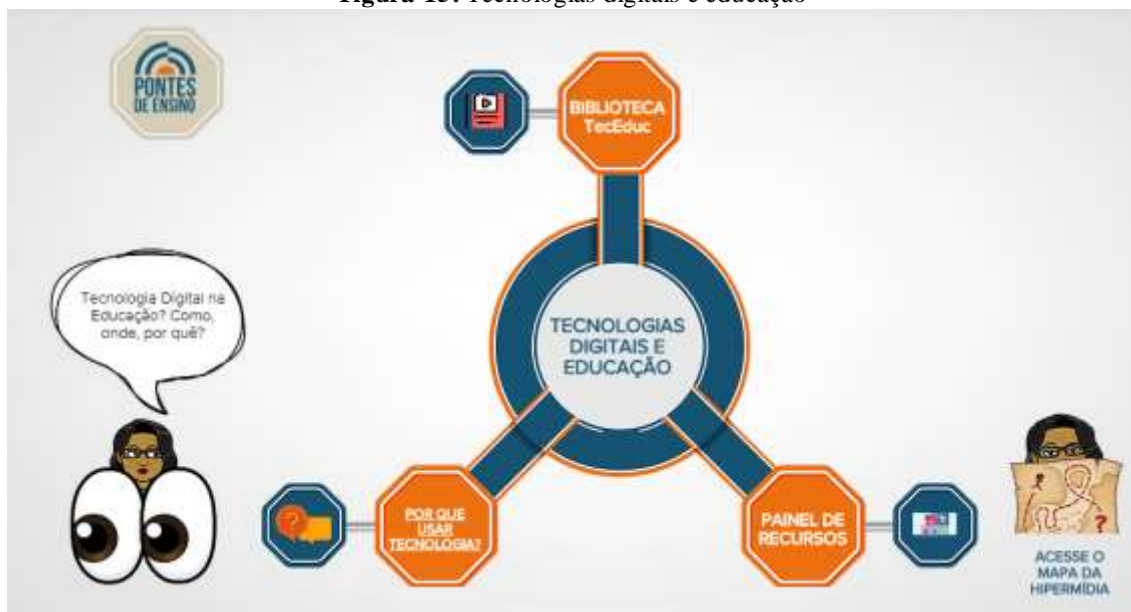 Figura 15: Tecnologias digitais e educação
PONTES
DE ENSINO
BIBLIOTECA
TecEduc
Tecnologia Digital na
Educação? Como,
onde, por quê?
TECNOLOGIAS
DIGITAIS E
EDUCAÇÃO
POR QUE
USAR
TECNOLOGIA?
PAINEL DE
RECURSOS
ACESSE O
MAPA DA
HIPERMÍDIA